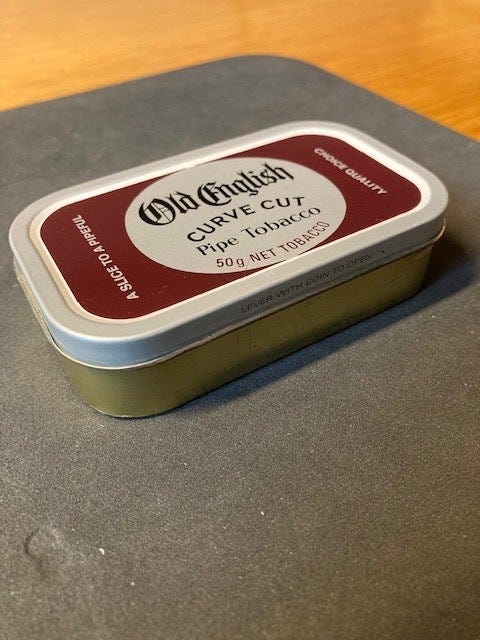 Old English
CURVE CUT
Pipe Tobacco
50g NET TOBACCO
A SLICE TO A PIPEFUL
CHOICE QUALITY
LEVER WITH COIN TO OPEN